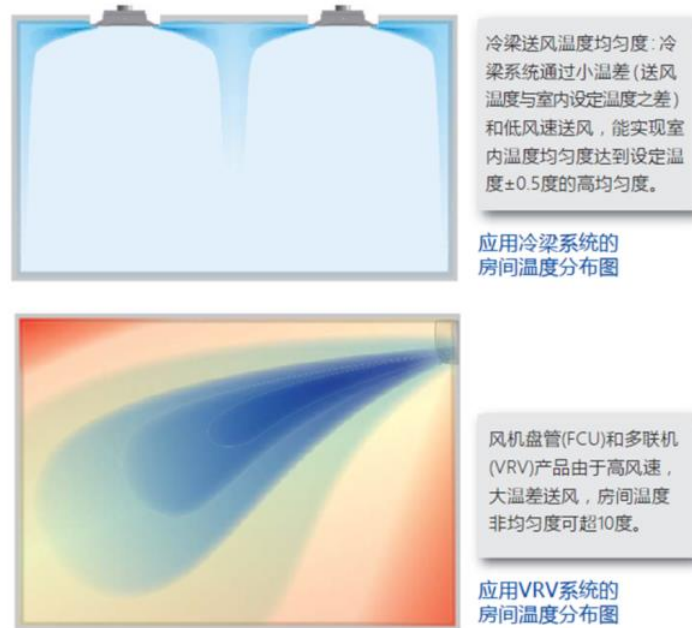 冷梁送风温度均匀度：冷
梁系统通过小温差(送风
温度与室内设定温度之差)
和低风速送风，能实现室
内温度均匀度达到设定温
度±0.5度的高均匀度。
应用冷梁系统的
房间温度分布图
风机盘管(FCU)和多联机
(VRV)产品由于高风速，
大温差送风，房间温度
非均匀度可超10度。
应用VRV系统的
房间温度分布图